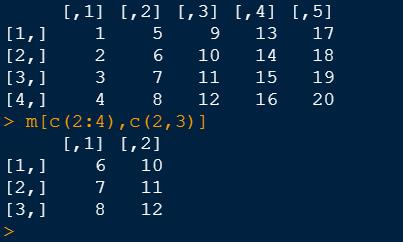 [,1] [,2] [,3] [,4] [,5]
[1,]    1    5    9   13   17
[2,]    2    6   10   14   18
[3,]    3    7   11   15   19
[4,]    4    8   12   16   20
> m[c(2:4),c(2,3)]
     [,1] [,2]
[1,]    6   10
[2,]    7   11
[3,]    8   12
>